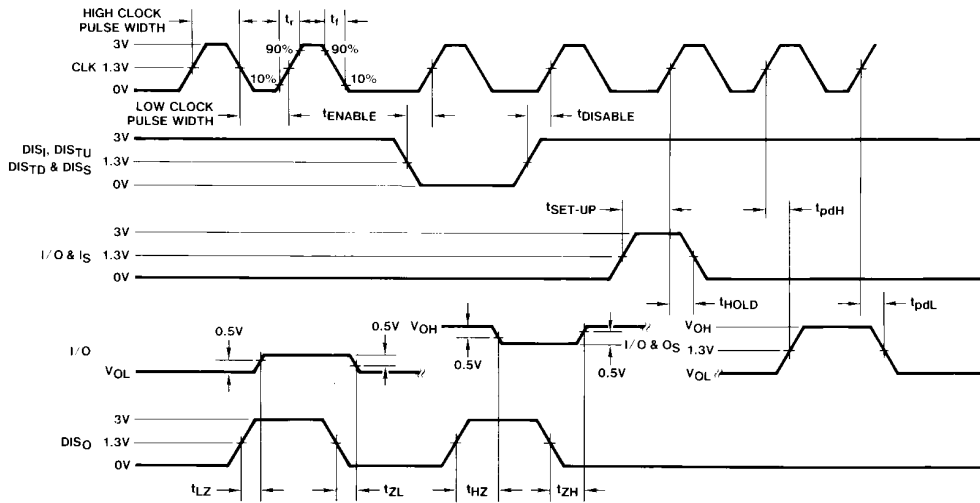 HIGH CLOCK
PULSE WIDTH
tr
tf
3V
90%
90%
CLK 1.3V
10%
10%
0V
LOW CLOCK
PULSE WIDTH
tENABLE
tDISABLE
3V
DISI, DISTU
1.3V
DISTD & DISS
0V
tSET-UP
tpdH
3V
I/O & IS
1.3V
0V
tHOLD
tpdL
0.5V
VOH
VOH
I/O
0.5V
I/O & OS
1.3V
VOL
0.5V
0.5V
VOL
3V
DISO
1.3V
0V
tLZ
tZL
tHZ
tZH